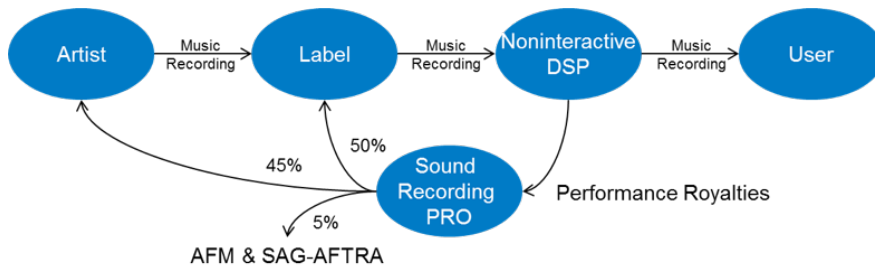 Artist
Music
Recording
Label
Music
Recording
Noninteractive
DSP
Music
Recording
User
45%
50%
Sound
Recording
PRO
Performance Royalties
5%
AFM & SAG-AFTRA